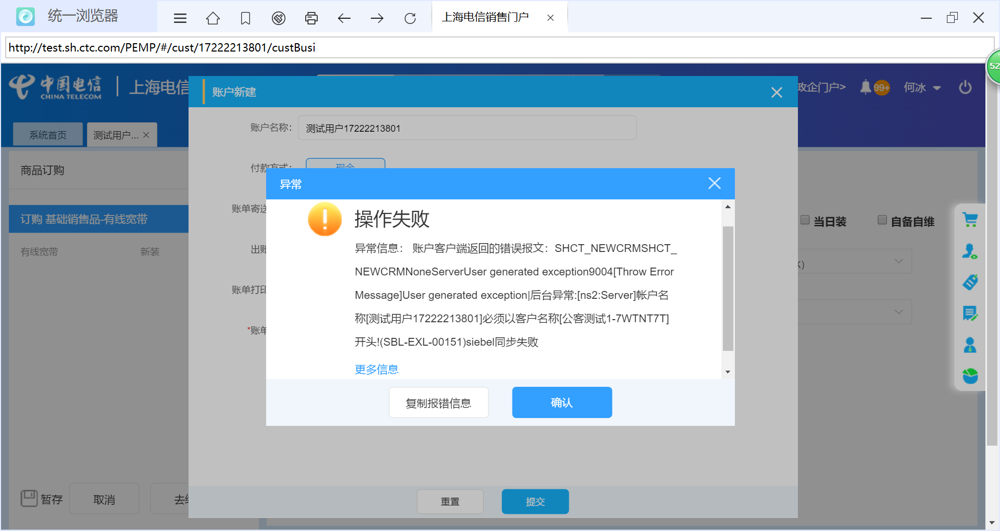 统一浏览器
上海电信销售门户
http://test.sh.ctc.com/PEMP/#/cust/17222213801/custBusi
52
中国电信
CHINA TELECOM
上海电信
账户新建
政企门户>
99+
何冰
系统首页
测试用户...
账户名称：
测试用户17222213801
商品订购
付款方式：
现金
异常
账单寄送
订购 基础销售品-有线宽带
操作失败
当日装
自备自维
有线宽带
新装
出账
异常信息： 账户客户端返回的错误报文：SHCT_NEWCRMSHCT_
NEWCRMNoneServerUser generated exception9004[Throw Error
Message]User generated exception|后台异常:[ns2:Server]帐户名
称[测试用户17222213801]必须以客户名称[公客测试1-7WTNT7T]
开头!(SBL-EXL-00151)siebel同步失败
账单打印
*账单
更多信息
复制报错信息
确认
暂存
取消
重置
提交